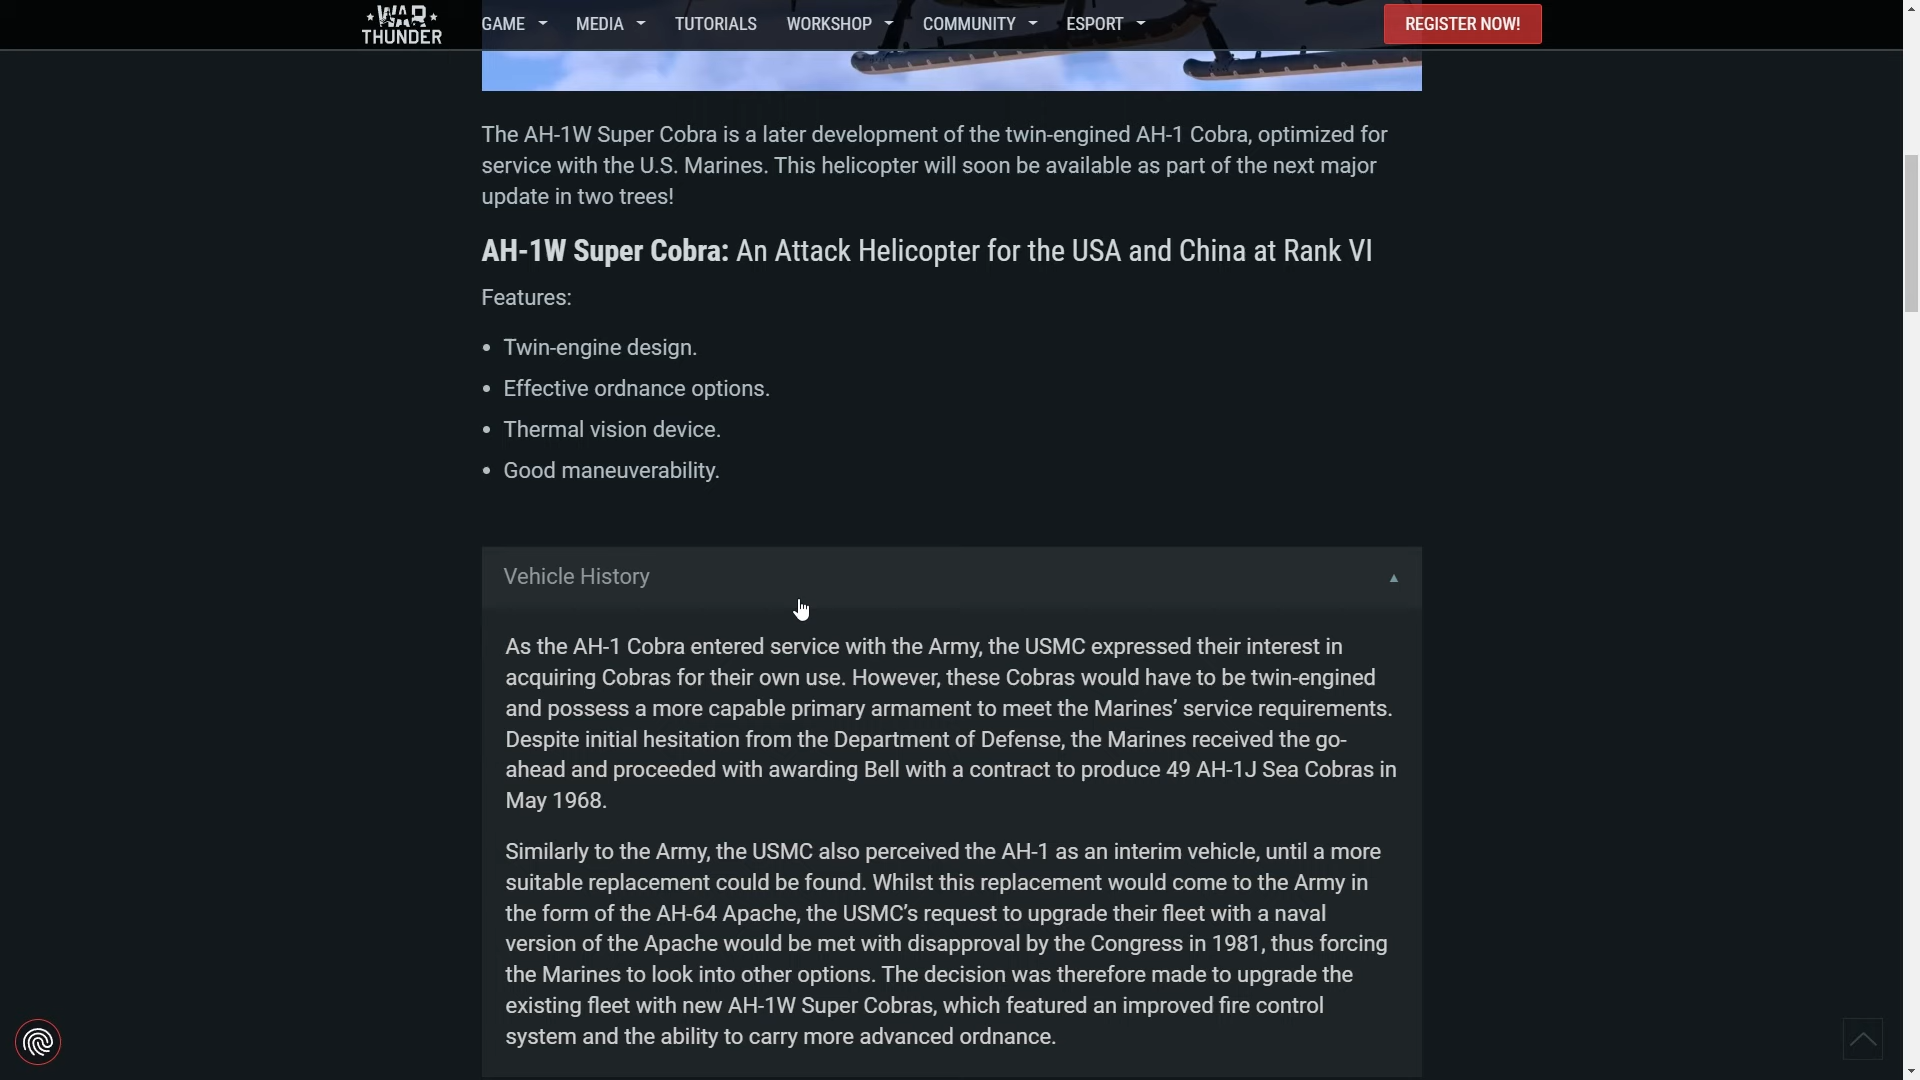 WAR THUNDER
GAME
MEDIA
TUTORIALS
WORKSHOP
COMMUNITY
ESPORT
REGISTER NOW!
The AH-1W Super Cobra is a later development of the twin-engined AH-1 Cobra, optimized for
service with the U.S. Marines. This helicopter will soon be available as part of the next major
update in two trees!
AH-1W Super Cobra: An Attack Helicopter for the USA and China at Rank VI
Features:
• Twin-engine design.
• Effective ordnance options.
• Thermal vision device.
• Good maneuverability.
Vehicle History
As the AH-1 Cobra entered service with the Army, the USMC expressed their interest in
acquiring Cobras for their own use. However, these Cobras would have to be twin-engined
and possess a more capable primary armament to meet the Marines’ service requirements.
Despite initial hesitation from the Department of Defense, the Marines received the go-
ahead and proceeded with awarding Bell with a contract to produce 49 AH-1J Sea Cobras in
May 1968.
Similarly to the Army, the USMC also perceived the AH-1 as an interim vehicle, until a more
suitable replacement could be found. Whilst this replacement would come to the Army in
the form of the AH-64 Apache, the USMC’s request to upgrade their fleet with a naval
version of the Apache would be met with disapproval by the Congress in 1981, thus forcing
the Marines to look into other options. The decision was therefore made to upgrade the
existing fleet with new AH-1W Super Cobras, which featured an improved fire control
system and the ability to carry more advanced ordnance.